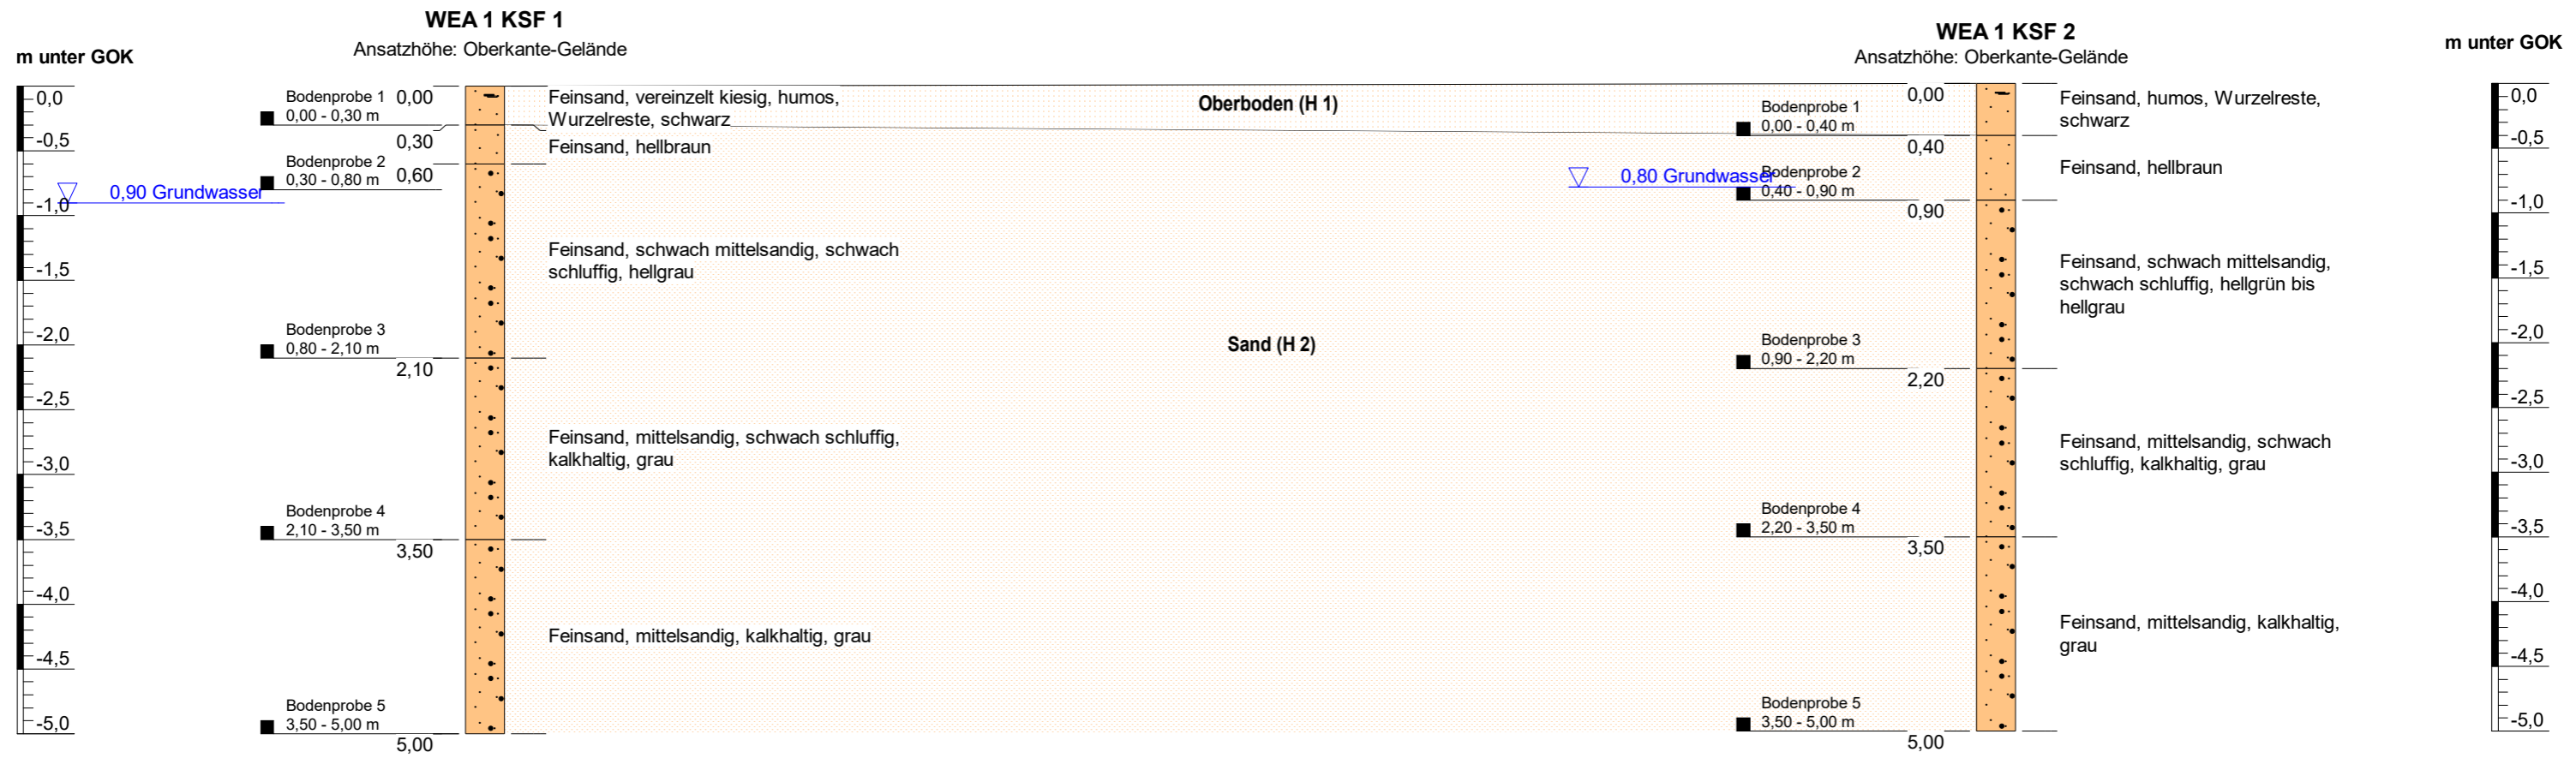 WEA 1 KSF 1
Ansatzhöhe: Oberkante-Gelände
m unter GOK
0,0
-0,5
-1,0
-1,5
-2,0
-2,5
-3,0
-3,5
-4,0
-4,5
-5,0
0,90 Grundwasser
Bodenprobe 1
0,00 - 0,30 m
Bodenprobe 2
0,30 - 0,80 m
Bodenprobe 3
0,80 - 2,10 m
Bodenprobe 4
2,10 - 3,50 m
Bodenprobe 5
3,50 - 5,00 m
0,00
0,30
0,60
2,10
3,50
5,00
Feinsand, vereinzelt kiesig, humos,
Wurzelreste, schwarz
Feinsand, hellbraun
Feinsand, schwach mittelsandig, schwach
schluffig, hellgrau
Feinsand, mittelsandig, schwach schluffig,
kalkhaltig, grau
Feinsand, mittelsandig, kalkhaltig, grau
Oberboden (H 1)
Sand (H 2)
WEA 1 KSF 2
Ansatzhöhe: Oberkante-Gelände
0,80 Grundwasser
Bodenprobe 1
0,00 - 0,40 m
Bodenprobe 2
0,40 - 0,90 m
Bodenprobe 3
0,90 - 2,20 m
Bodenprobe 4
2,20 - 3,50 m
Bodenprobe 5
3,50 - 5,00 m
0,00
0,40
0,90
2,20
3,50
5,00
Feinsand, humos, Wurzelreste,
schwarz
Feinsand, hellbraun
Feinsand, schwach mittelsandig,
schwach schluffig, hellgrün bis
hellgrau
Feinsand, mittelsandig, schwach
schluffig, kalkhaltig, grau
Feinsand, mittelsandig, kalkhaltig,
grau
m unter GOK
0,0
-0,5
-1,0
-1,5
-2,0
-2,5
-3,0
-3,5
-4,0
-4,5
-5,0